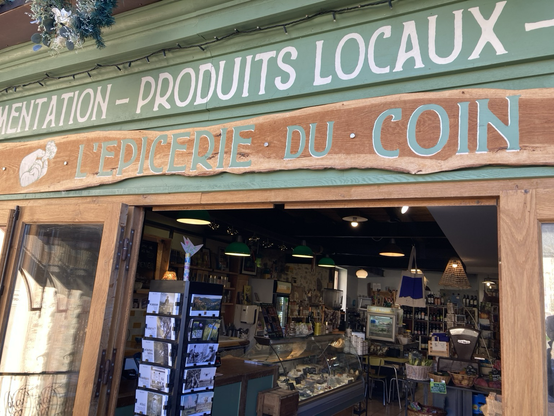 MENTATION – PRODUITS LOCAUX –
L'EPICERIE · DU · COIN